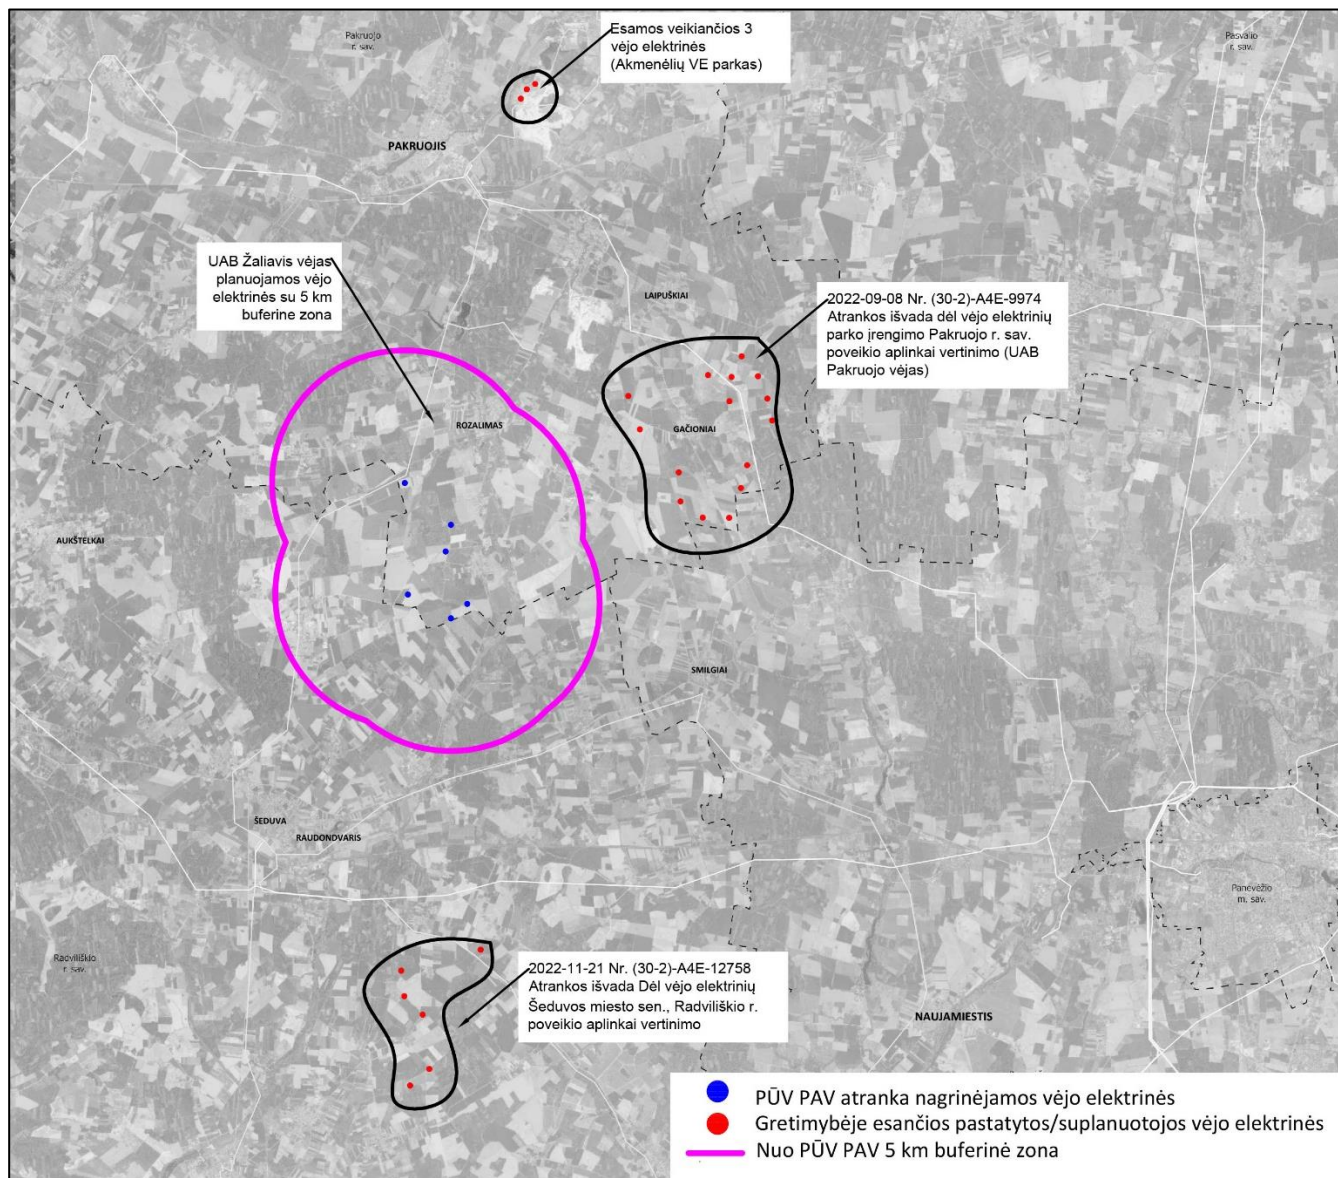 Pakruojo
r. sav.
Esamos veikiančios 3
vėjo elektrinės
(Akmenėlių VE parkas)
Pasvalio
r. sav.
PAKRUOJIS
UAB Žaliavis vėjas
planuojamos vėjo
elektrinės su 5 km
buferine zona
LAIPUŠKIAI
2022-09-08 Nr. (30-2)-A4E-9974
Atrankos išvada dėl vėjo elektrinių
parko įrengimo Pakruojo r. sav.
poveikio aplinkai vertinimo (UAB
Pakruojo vėjas)
ROZALIMAS
GAČIONIAI
AUKŠTELKAI
SMILGIAI
ŠEDUVA
RAUDONDVARIS
Panevėžio
m. sav.
Radviliškio
r. sav.
2022-11-21 Nr. (30-2)-A4E-12758
Atrankos išvada Dėl vėjo elektrinių
Šeduvos miesto sen., Radviliškio r.
poveikio aplinkai vertinimo
NAUJAMIESTIS
PŪV PAV atranka nagrinėjamos vėjo elektrinės
Gretimybėje esančios pastatytos/suplanuotojos vėjo elektrinės
Nuo PŪV PAV 5 km buferinė zona